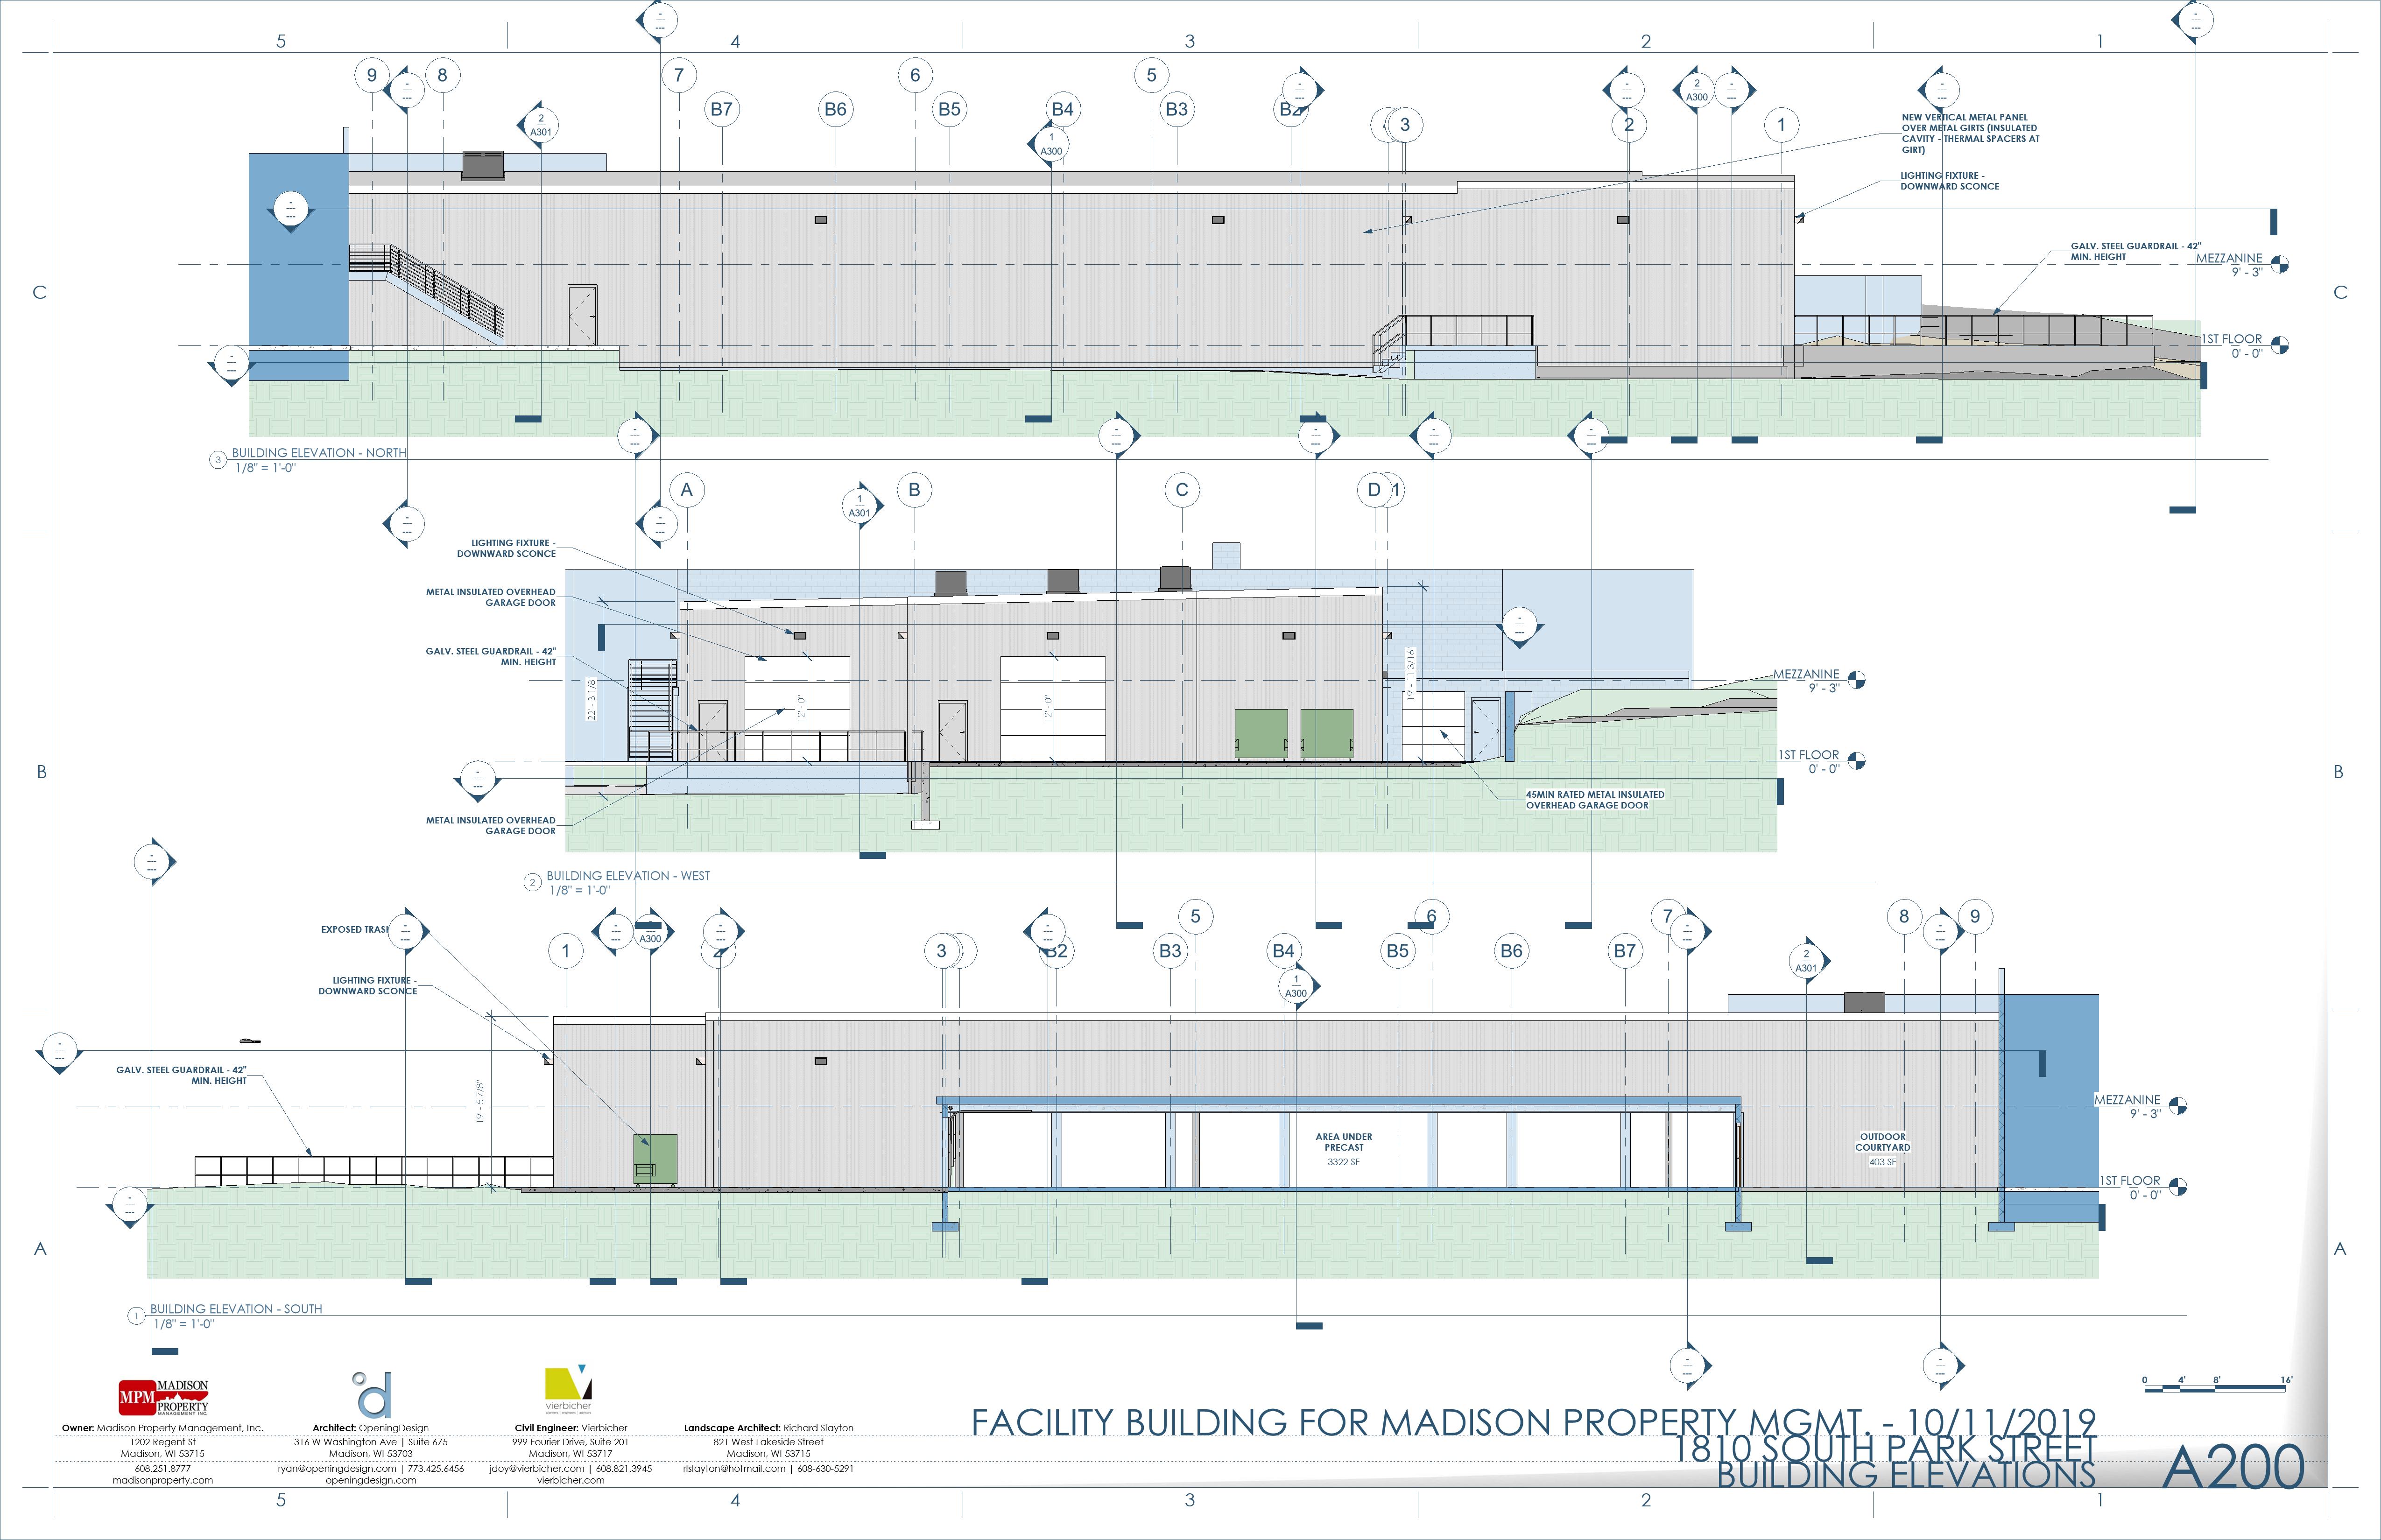 5
4
3
2
1
9
8
7
6
5
B7
B6
B5
B4
B3
B2
3
2
1
2
A301
1
A300
2
A300
NEW VERTICAL METAL PANEL
OVER METAL GIRTS (INSULATED
CAVITY - THERMAL SPACERS AT
GIRT)
LIGHTING FIXTURE -
DOWNWARD SCONCE
GALV. STEEL GUARDRAIL - 42"
MIN. HEIGHT
MEZZANINE
9' - 3"
1ST FLOOR
0' - 0"
C
C
3
BUILDING ELEVATION - NORTH
1/8" = 1'-0"
A
B
C
D
1
1
A301
LIGHTING FIXTURE -
DOWNWARD SCONCE
METAL INSULATED OVERHEAD
GARAGE DOOR
GALV. STEEL GUARDRAIL - 42"
MIN. HEIGHT
METAL INSULATED OVERHEAD
GARAGE DOOR
22' - 3 1/8"
12' - 0"
12' - 0"
19' - 11 13/16"
MEZZANINE
9' - 3"
1ST FLOOR
0' - 0"
45MIN RATED METAL INSULATED
OVERHEAD GARAGE DOOR
B
B
2
BUILDING ELEVATION - WEST
1/8" = 1'-0"
EXPOSED TRASH
LIGHTING FIXTURE -
DOWNWARD SCONCE
GALV. STEEL GUARDRAIL - 42"
MIN. HEIGHT
1
A300
2
3
B2
B3
5
B4
1
A300
B5
6
B6
B7
7
2
A301
8
9
19' - 5 7/8"
AREA UNDER
PRECAST
3322 SF
OUTDOOR
COURTYARD
403 SF
MEZZANINE
9' - 3"
1ST FLOOR
0' - 0"
A
A
1
BUILDING ELEVATION - SOUTH
1/8" = 1'-0"
MPM MADISON
PROPERTY
MANAGEMENT INC.
vierbicher
planners | engineers | advisors
Owner: Madison Property Management, Inc.
1202 Regent St
Madison, WI 53715
608.251.8777
madisonproperty.com
Architect: OpeningDesign
316 W Washington Ave | Suite 675
Madison, WI 53703
ryan@openingdesign.com | 773.425.6456
openingdesign.com
Civil Engineer: Vierbicher
999 Fourier Drive, Suite 201
Madison, WI 53717
jdoy@vierbicher.com | 608.821.3945
vierbicher.com
Landscape Architect: Richard Slayton
821 West Lakeside Street
Madison, WI 53715
rlslayton@hotmail.com | 608-630-5291
0 4' 8' 16'
FACILITY BUILDING FOR MADISON PROPERTY MGMT. - 10/11/2019
1810 SOUTH PARK STREET
BUILDING ELEVATIONS
A200
5
4
3
2
1